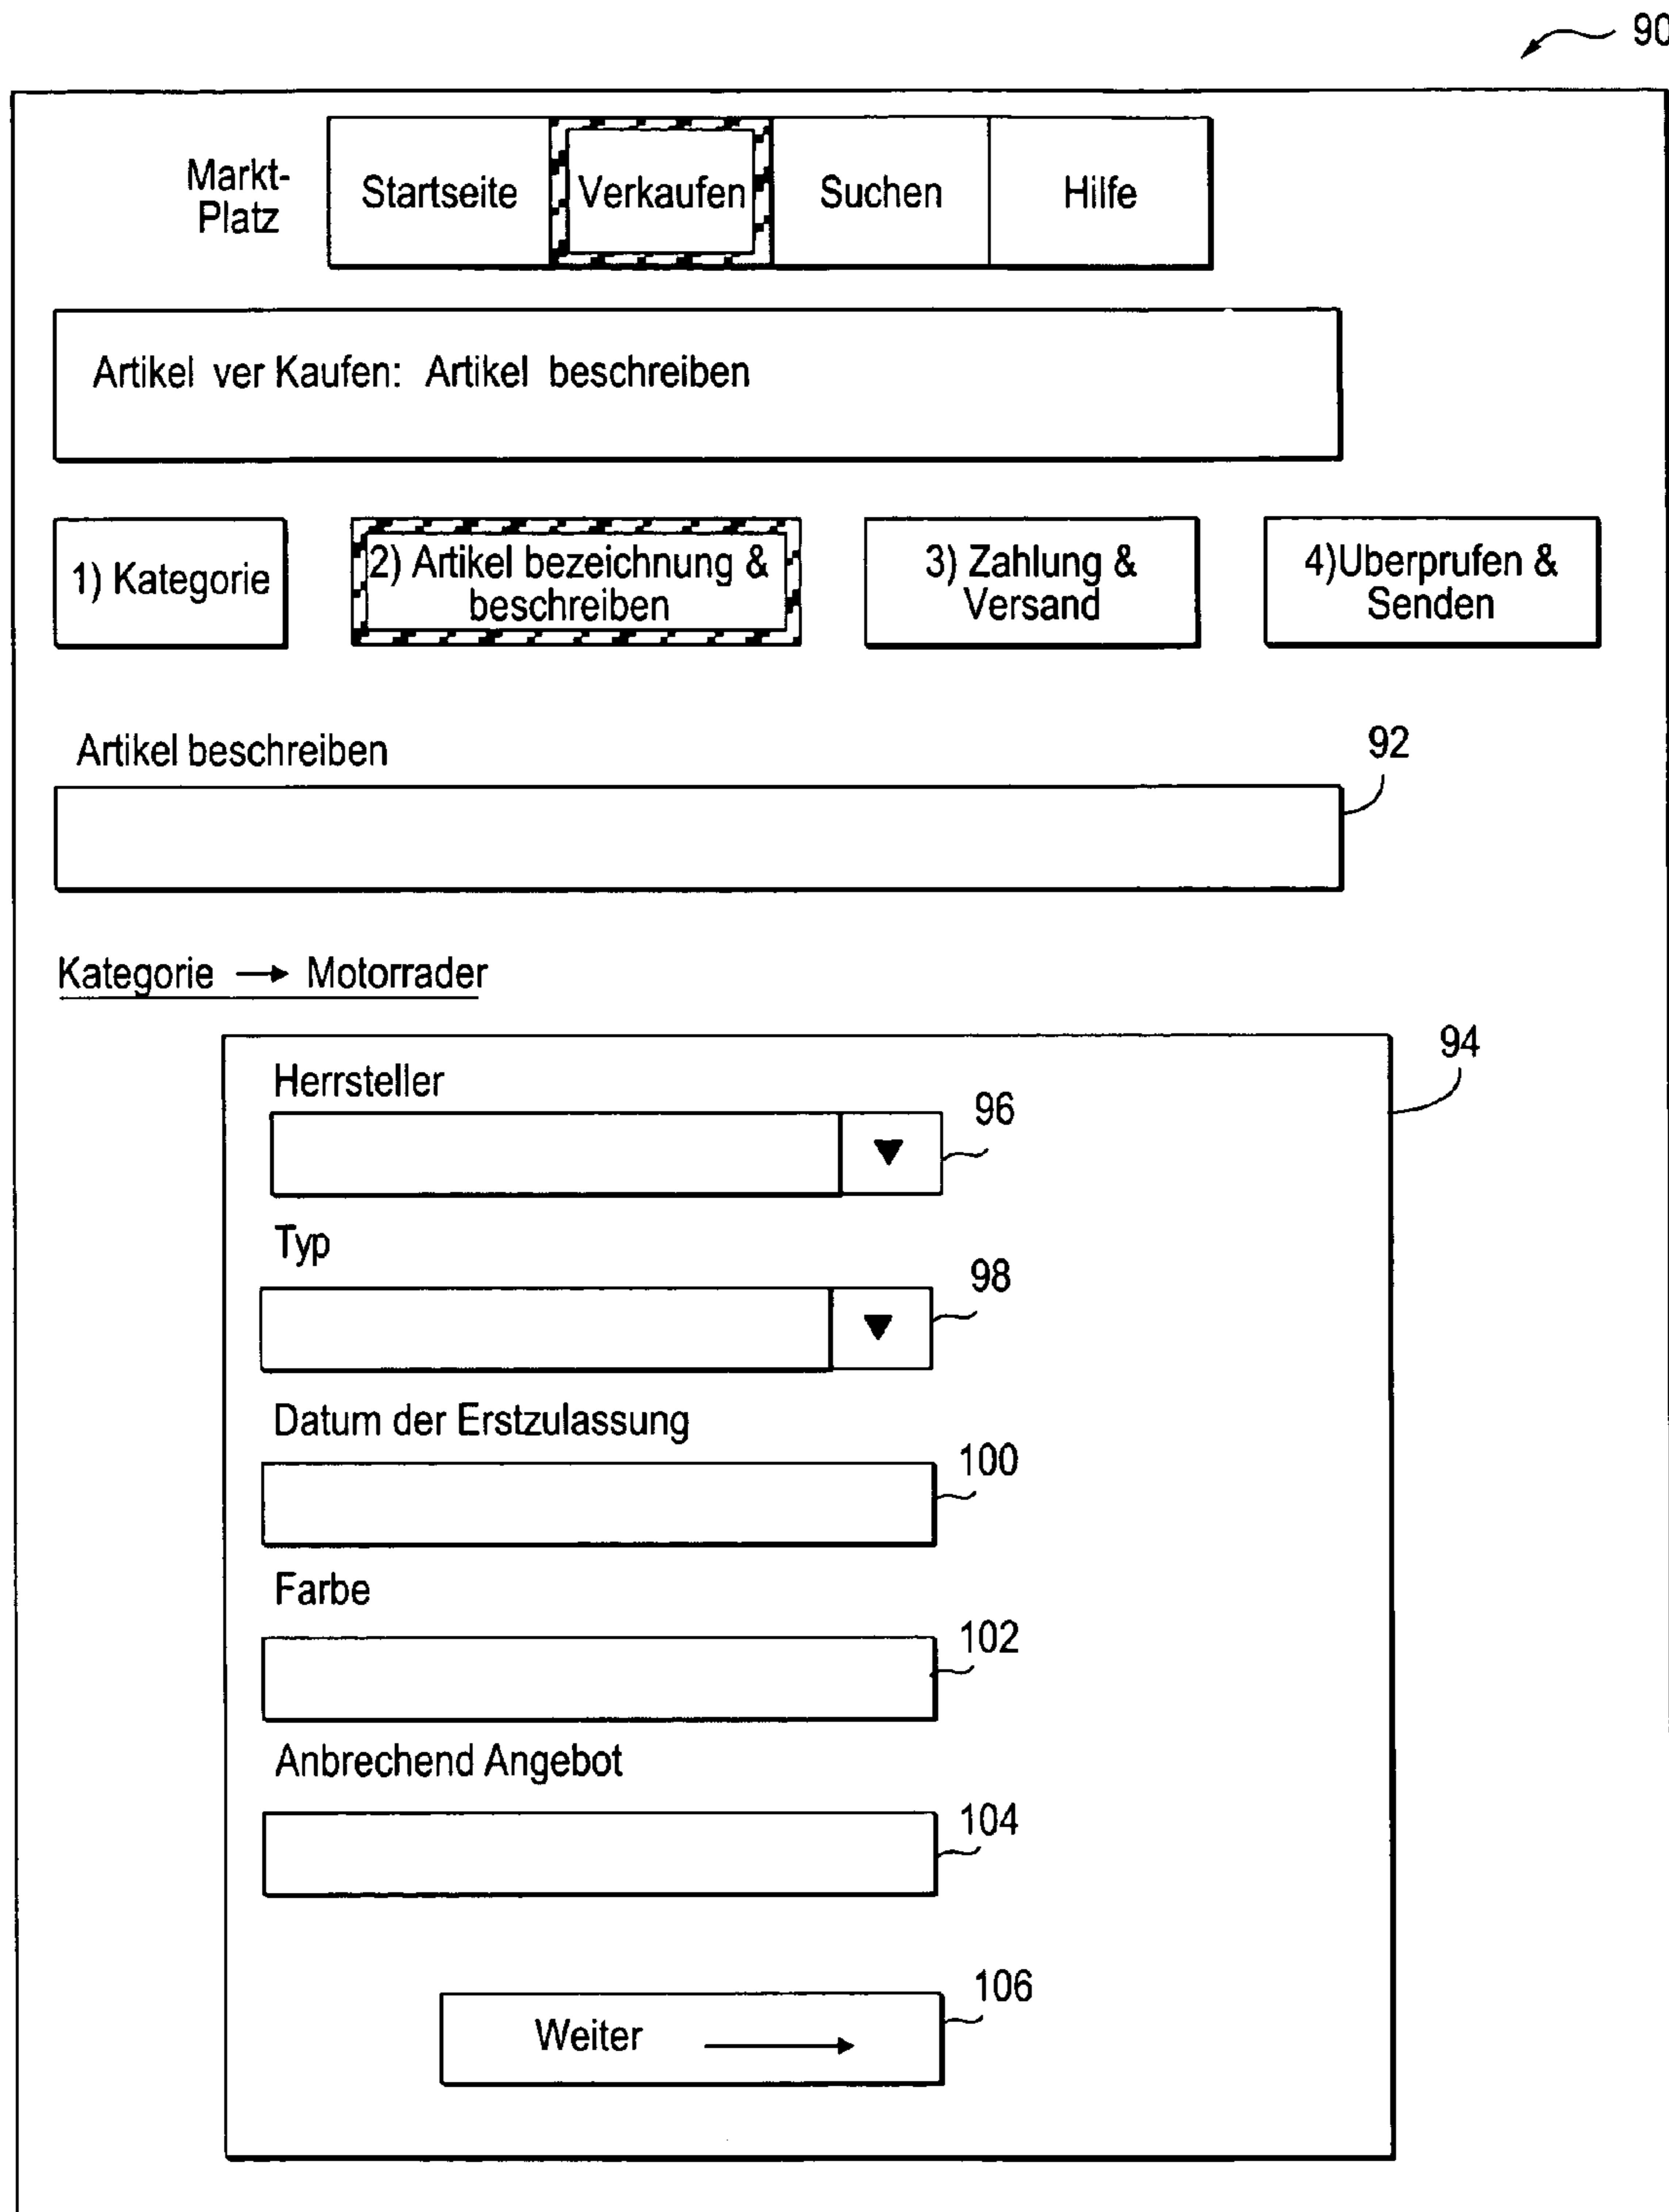 90
Markt-
Platz
Startseite
Verkaufen
Suchen
Hilfe
Artikel ver Kaufen: Artikel beschreiben
1) Kategorie
2) Artikel bezeichnung &
beschreiben
3) Zahlung &
Versand
4)Uberprufen &
Senden
Artikel beschreiben
92
Kategorie → Motorrader
94
Herrsteller
96
Typ
98
Datum der Erstzulassung
100
Farbe
102
Anbrechend Angebot
104
Weiter →
106